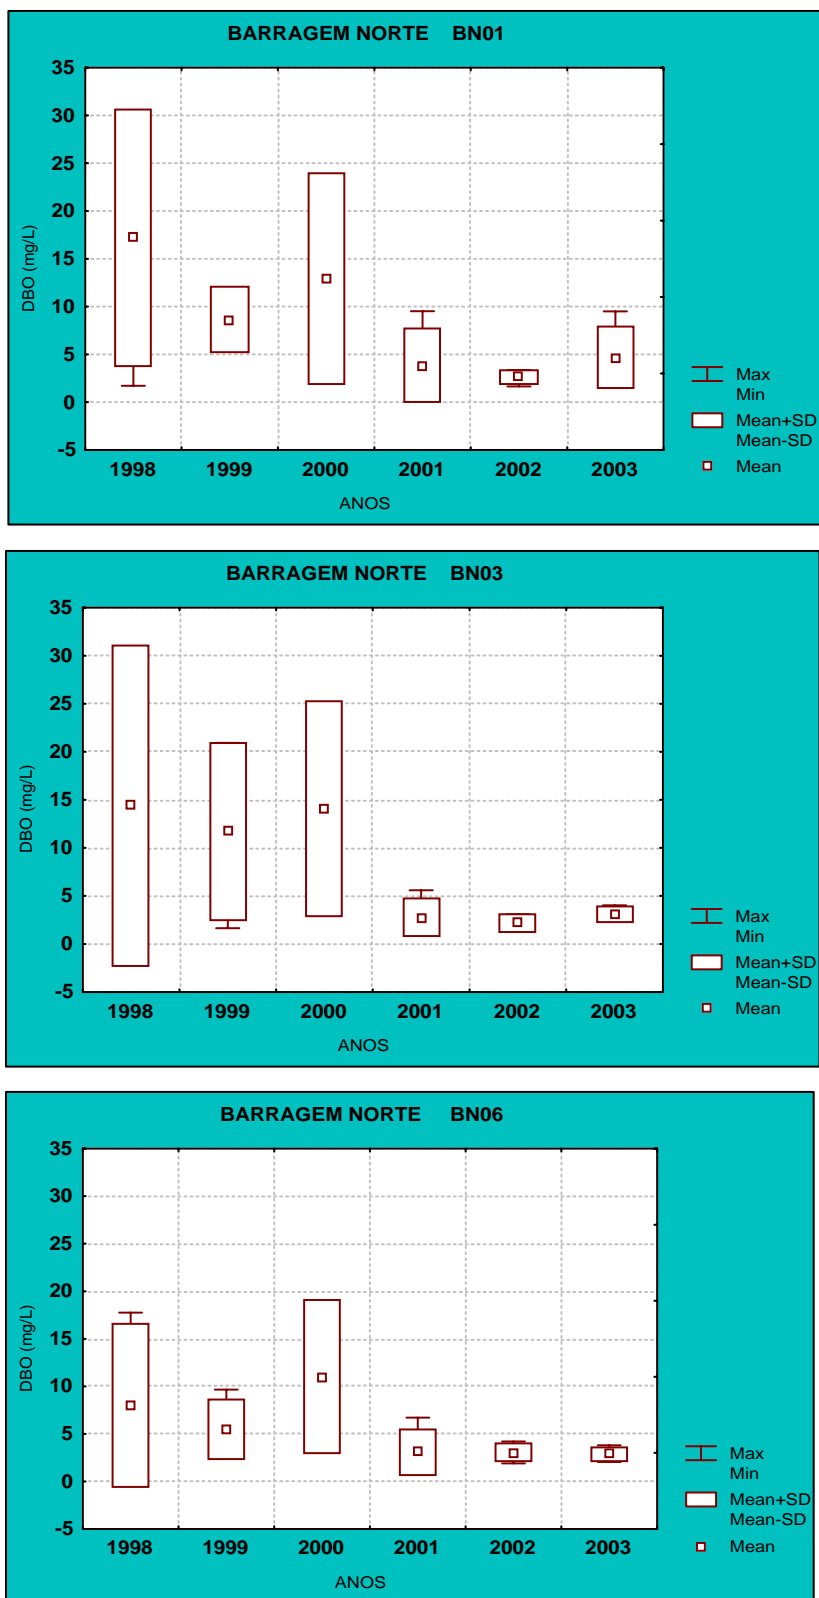 BARRAGEM NORTE BN01
35
30
25
20
15
10
5
0
-5
DBO (mg/L)
1998 1999 2000 2001 2002 2003
ANOS
Max
Min
Mean+SD
Mean-SD
Mean
BARRAGEM NORTE BN03
35
30
25
20
15
10
5
0
-5
DBO (mg/L)
1998 1999 2000 2001 2002 2003
ANOS
Max
Min
Mean+SD
Mean-SD
Mean
BARRAGEM NORTE BN06
35
30
25
20
15
10
5
0
-5
DBO (mg/L)
1998 1999 2000 2001 2002 2003
ANOS
Max
Min
Mean+SD
Mean-SD
Mean